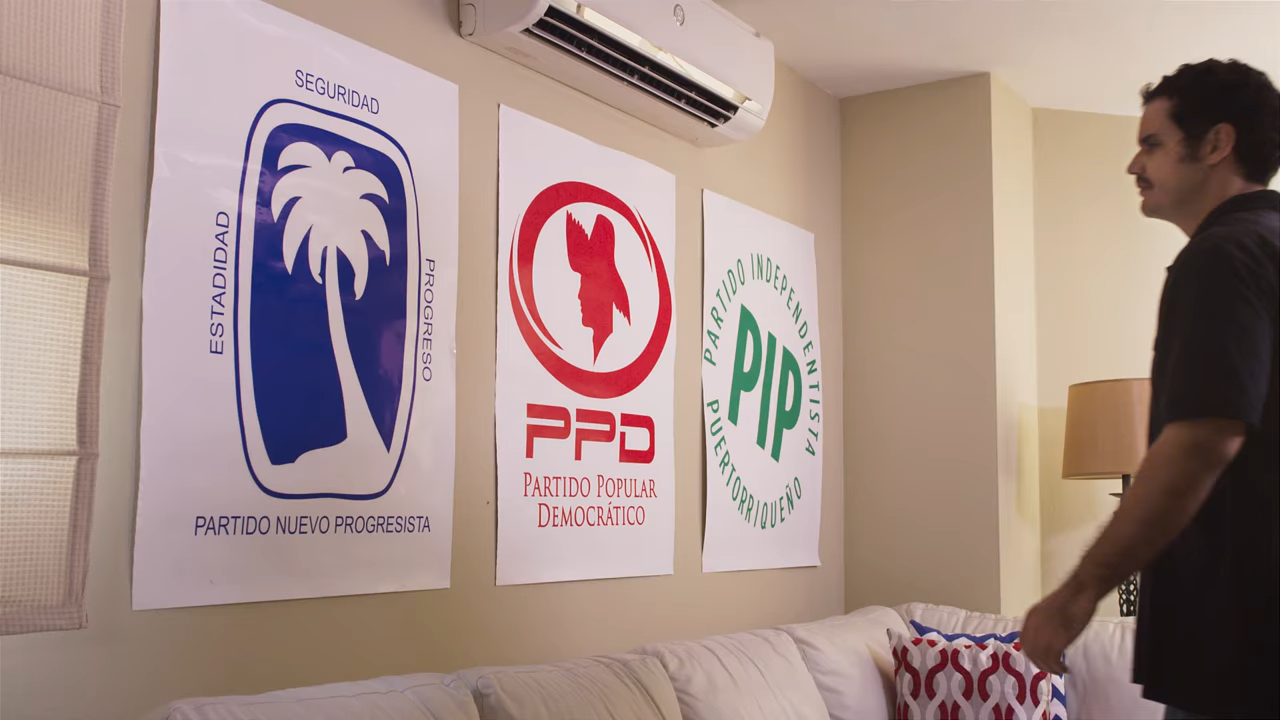 SEGURIDAD
ESTADIDAD
PROGRESO
PARTIDO NUEVO PROGRESISTA
PPD
PARTIDO POPULAR
DEMOCRÁTICO
PARTIDO INDEPENDENTISTA
PIP
PUERTORRIQUEÑO